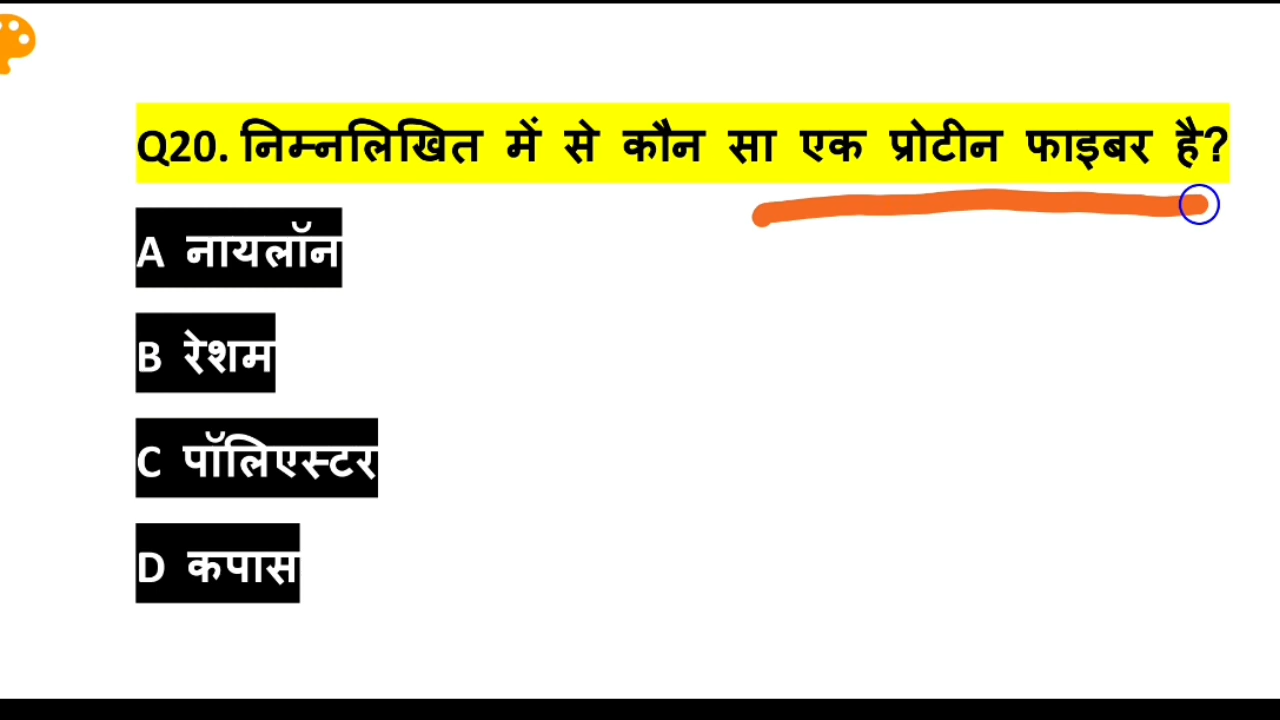 Q20. निम्नलिखित में से कौन सा एक प्रोटीन फाइबर है?
A नायलॉन
B रेशम
C पॉलिएस्टर
D कपास